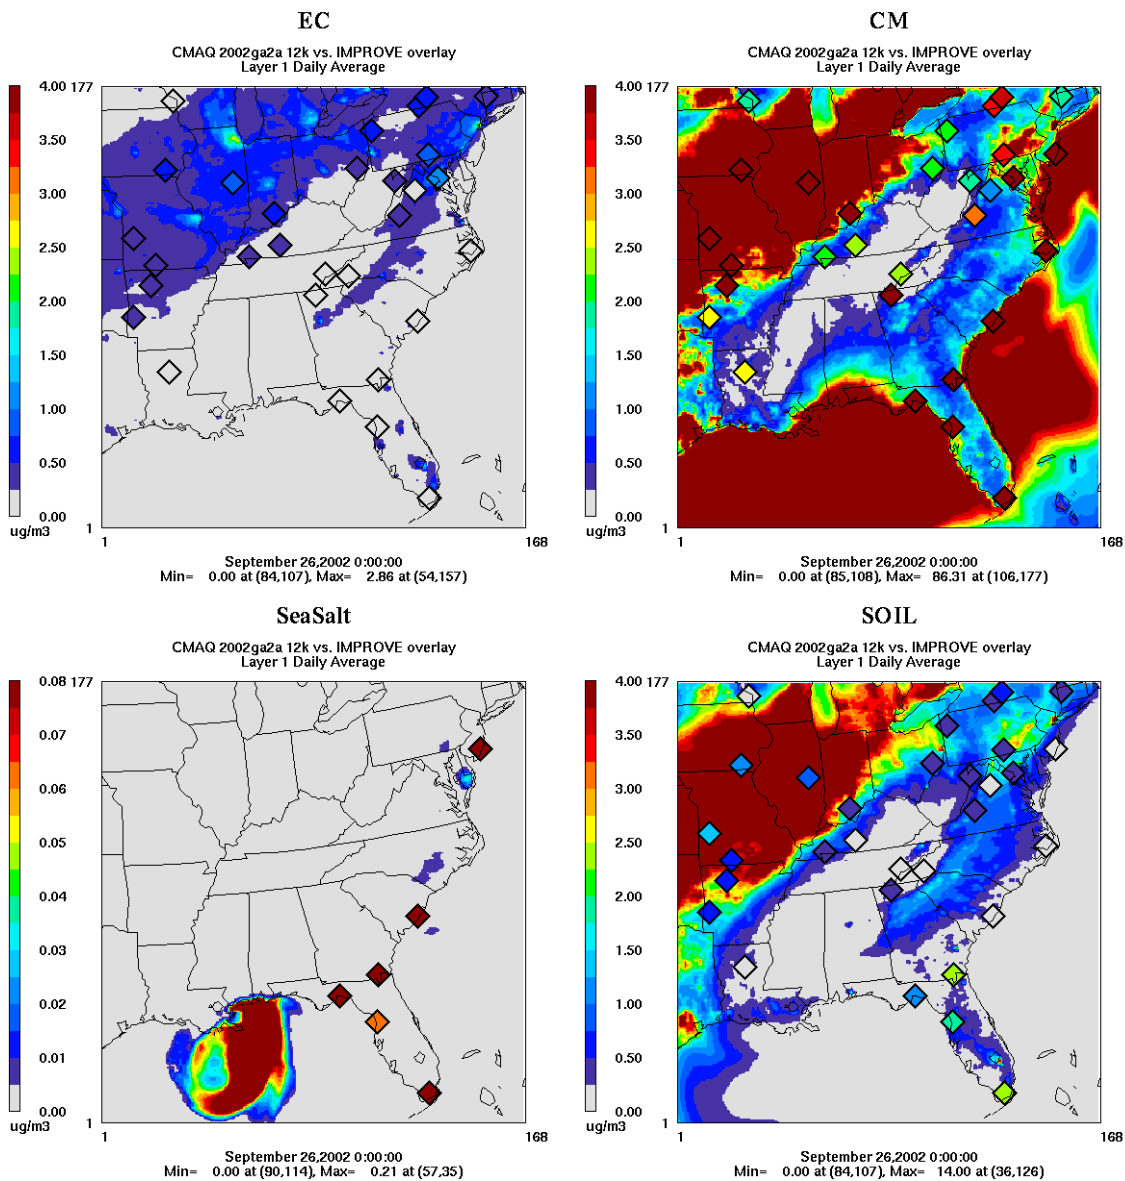 EC
CMAQ 2002ga2a 12k vs. IMPROVE overlay
Layer 1 Daily Average
4.00 177
3.50
3.00
2.50
2.00
1.50
1.00
0.50
0.00
ug/m3
1
1 168
September 26,2002 0:00:00
Min= 0.00 at (84,107), Max= 2.86 at (54,157)
CM
CMAQ 2002ga2a 12k vs. IMPROVE overlay
Layer 1 Daily Average
4.00 177
3.50
3.00
2.50
2.00
1.50
1.00
0.50
0.00
ug/m3
1
1 168
September 26,2002 0:00:00
Min= 0.00 at (85,108), Max= 86.31 at (106,177)
SeaSalt
CMAQ 2002ga2a 12k vs. IMPROVE overlay
Layer 1 Daily Average
0.08 177
0.07
0.06
0.05
0.04
0.03
0.02
0.01
0.00
ug/m3
1
1 168
September 26,2002 0:00:00
Min= 0.00 at (90,114), Max= 0.21 at (57,35)
SOIL
CMAQ 2002ga2a 12k vs. IMPROVE overlay
Layer 1 Daily Average
4.00 177
3.50
3.00
2.50
2.00
1.50
1.00
0.50
0.00
ug/m3
1
1 168
September 26,2002 0:00:00
Min= 0.00 at (84,107), Max= 14.00 at (36,126)